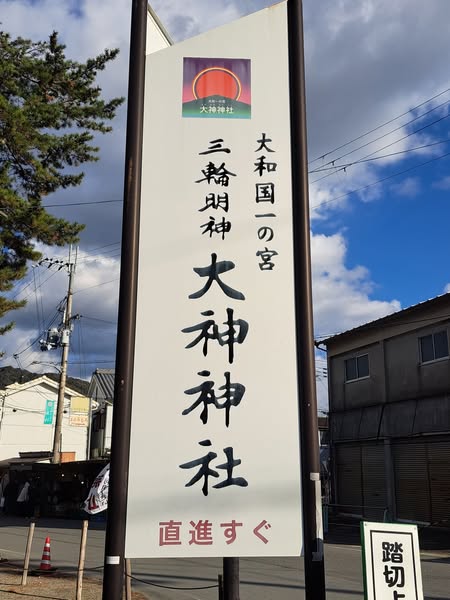 大神神社
大和国一の宮
三輪明神
大神神社
直進すぐ
踏切